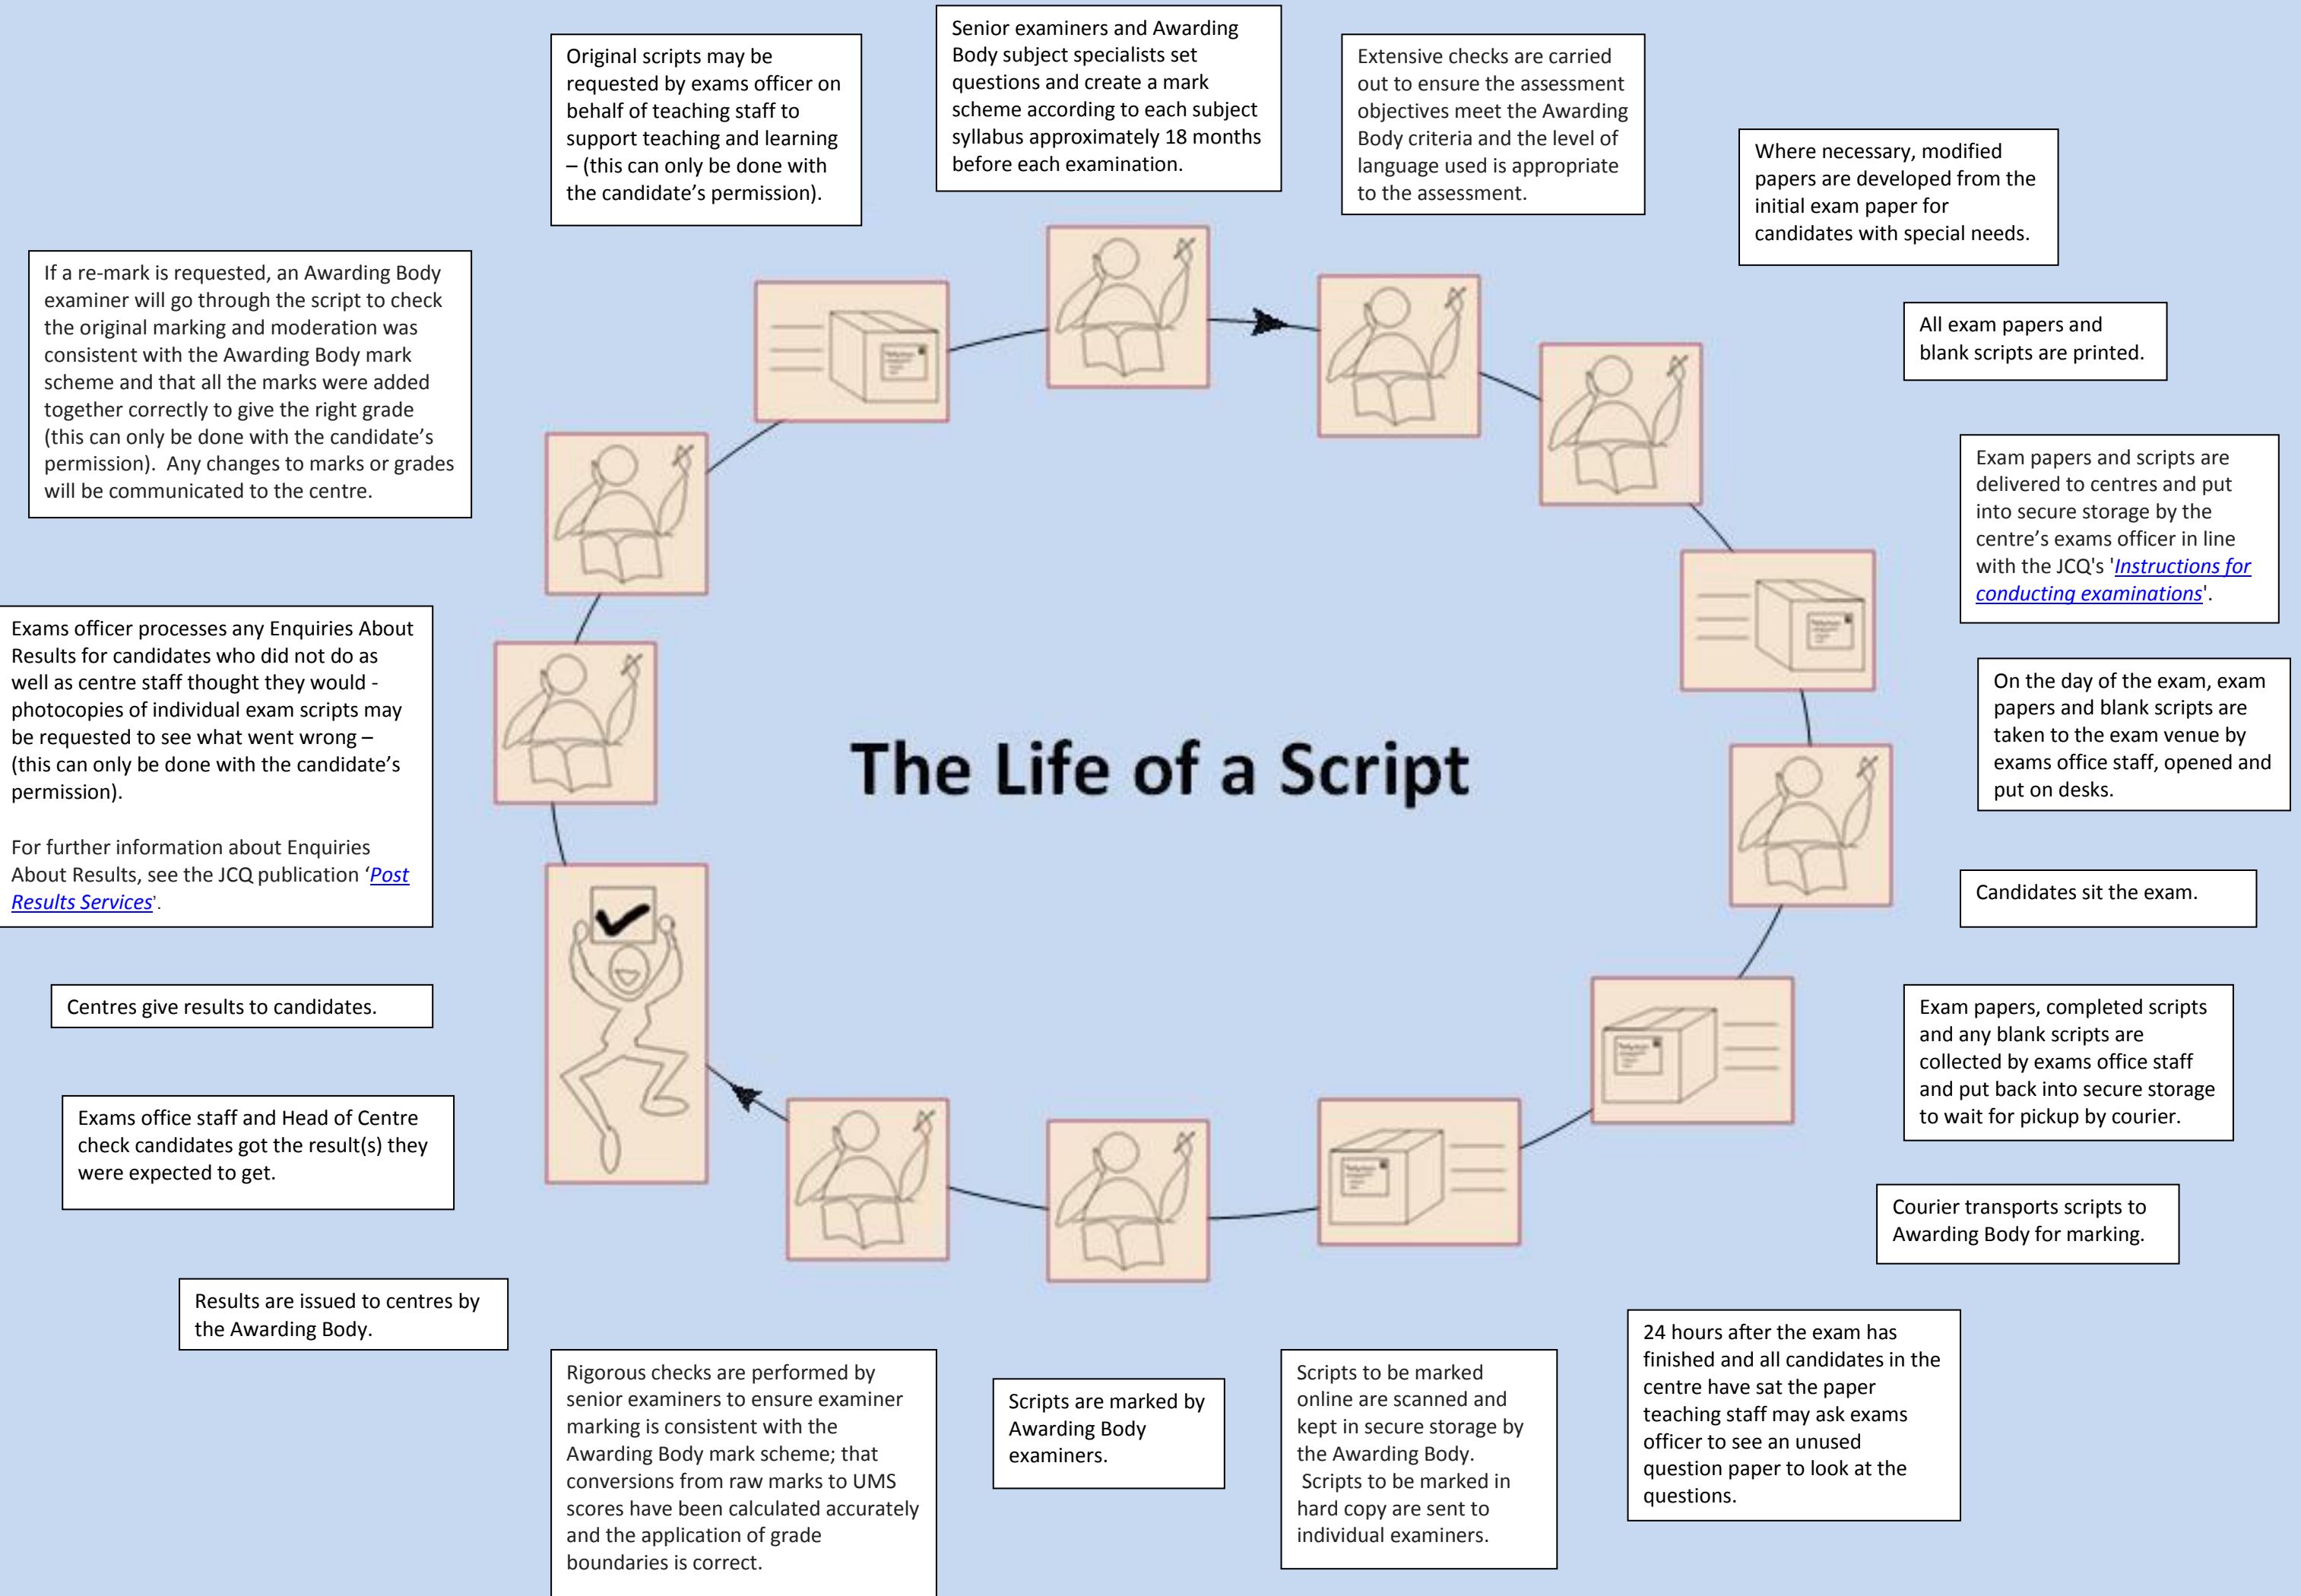 Senior examiners and Awarding
Body subject specialists set
questions and create a mark
scheme according to each subject
syllabus approximately 18 months
before each examination.
Extensive checks are carried
out to ensure the assessment
objectives meet the Awarding
Body criteria and the level of
language used is appropriate
to the assessment.
Where necessary, modified
papers are developed from the
initial exam paper for
candidates with special needs.
All exam papers and
blank scripts are printed.
Exam papers and scripts are
delivered to centres and put
into secure storage by the
centre's exams officer in line
with the JCQ's 'Instructions for
conducting examinations'.
On the day of the exam, exam
papers and blank scripts are
taken to the exam venue by
exams office staff, opened and
put on desks.
Candidates sit the exam.
Exam papers, completed scripts
and any blank scripts are
collected by exams office staff
and put back into secure storage
to wait for pickup by courier.
Courier transports scripts to
Awarding Body for marking.
24 hours after the exam has
finished and all candidates in the
centre have sat the paper
teaching staff may ask exams
officer to see an unused
question paper to look at the
questions.
Scripts to be marked
online are scanned and
kept in secure storage by
the Awarding Body.
Scripts to be marked in
hard copy are sent to
individual examiners.
Scripts are marked by
Awarding Body
examiners.
Rigorous checks are performed by
senior examiners to ensure examiner
marking is consistent with the
Awarding Body mark scheme; that
conversions from raw marks to UMS
scores have been calculated accurately
and the application of grade
boundaries is correct.
Results are issued to centres by
the Awarding Body.
Exams office staff and Head of Centre
check candidates got the result(s) they
were expected to get.
Centres give results to candidates.
Exams officer processes any Enquiries About
Results for candidates who did not do as
well as centre staff thought they would -
photocopies of individual exam scripts may
be requested to see what went wrong –
(this can only be done with the candidate's
permission).
For further information about Enquiries
About Results, see the JCQ publication 'Post
Results Services'.
If a re-mark is requested, an Awarding Body
examiner will go through the script to check
the original marking and moderation was
consistent with the Awarding Body mark
scheme and that all the marks were added
together correctly to give the right grade
(this can only be done with the candidate's
permission).  Any changes to marks or grades
will be communicated to the centre.
Original scripts may be
requested by exams officer on
behalf of teaching staff to
support teaching and learning
– (this can only be done with
the candidate's permission).
The Life of a Script